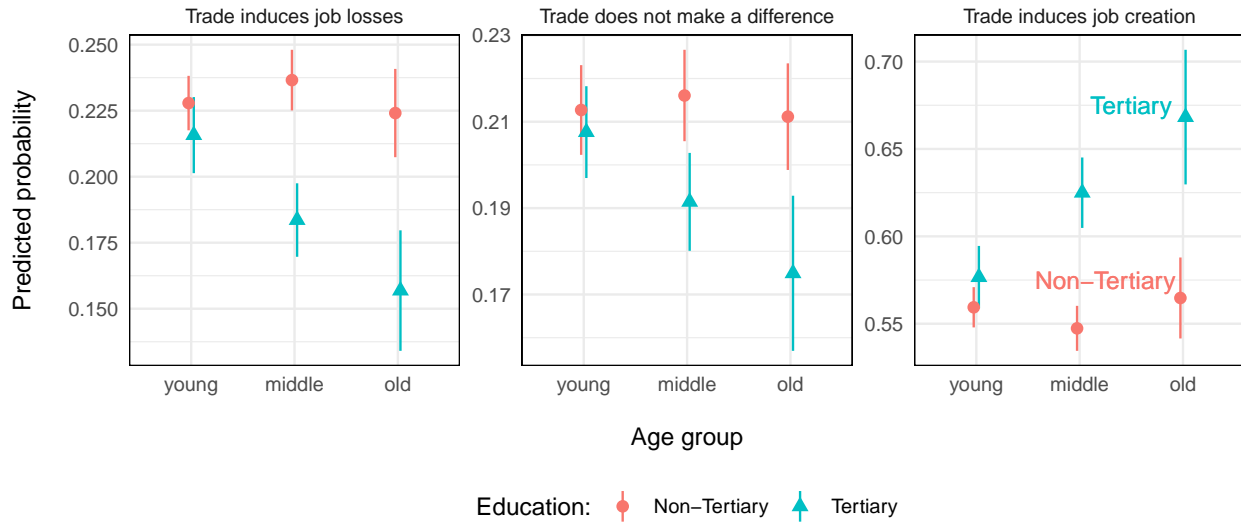 Trade induces job losses
Trade does not make a difference
Trade induces job creation
Predicted probability
0.250
0.225
0.200
0.175
0.150
0.23
0.21
0.19
0.17
0.70
0.65
0.60
0.55
Tertiary
Non−Tertiary
young middle old
young middle old
young middle old
Age group
Education: Non−Tertiary Tertiary